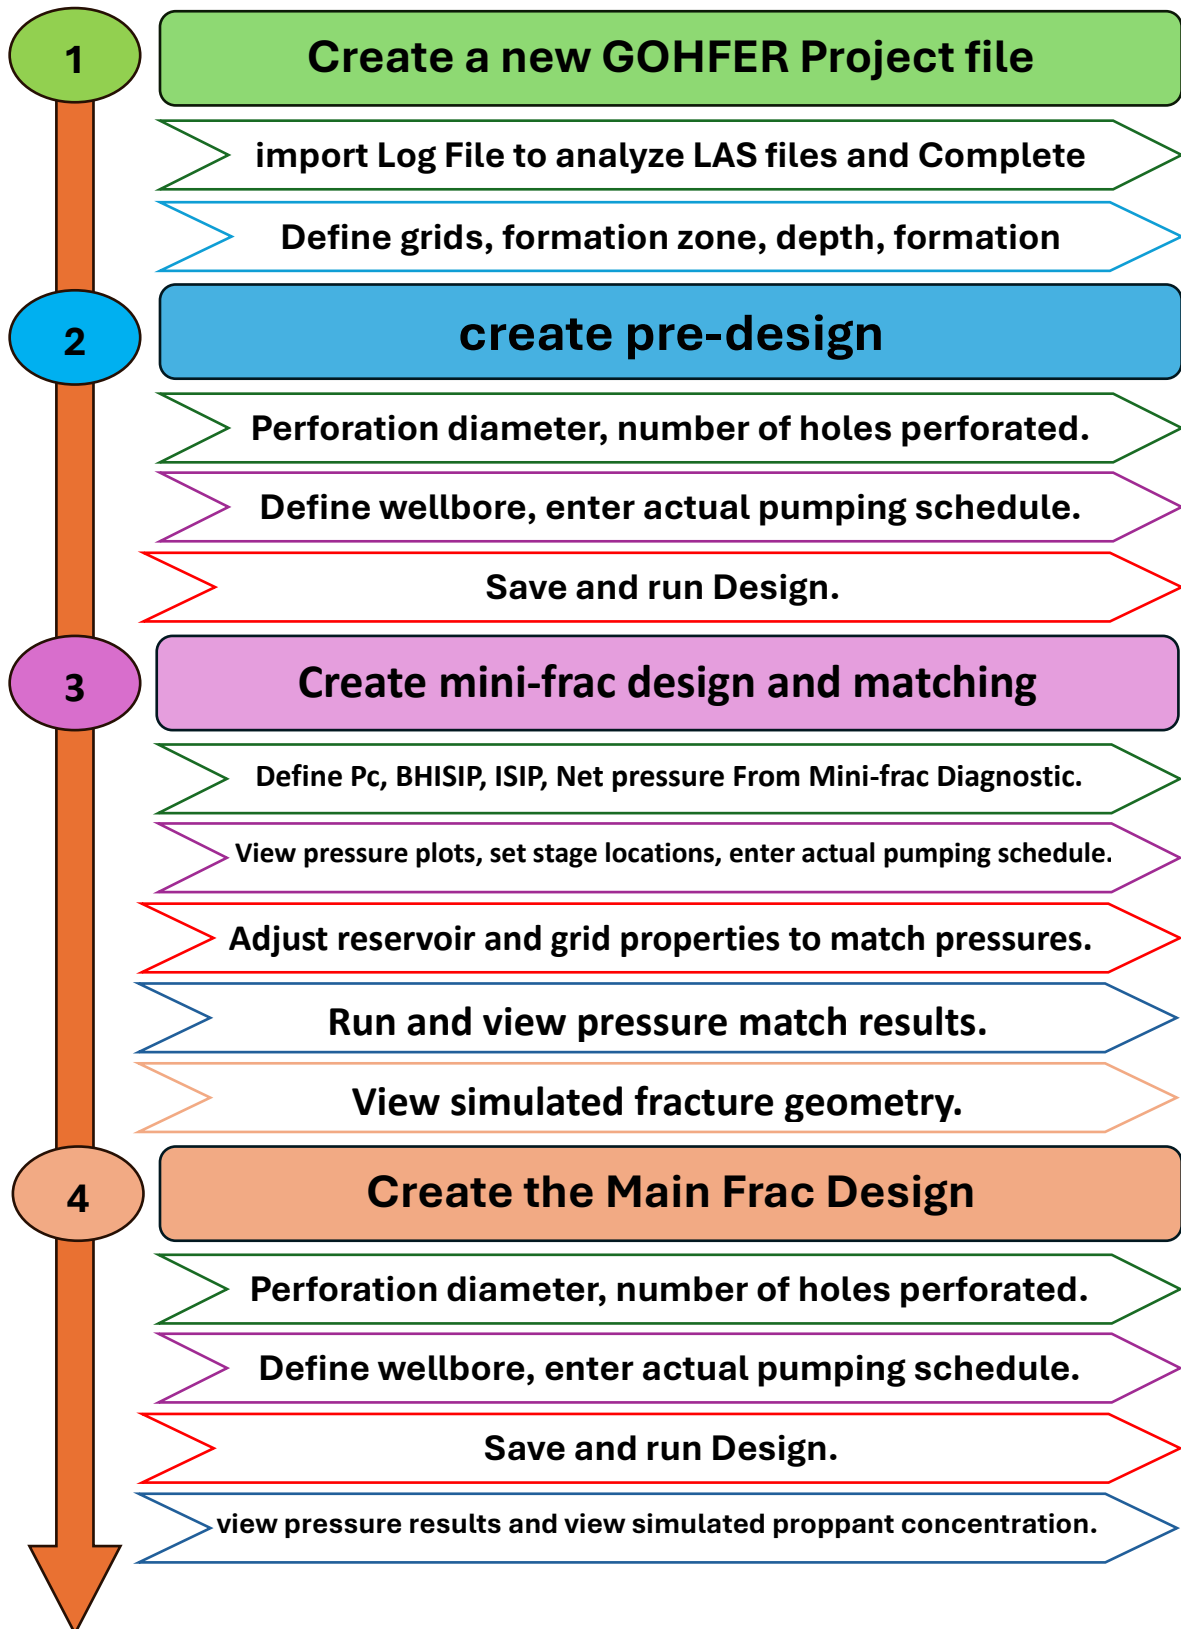 1
Create a new GOHFER Project file
import Log File to analyze LAS files and Complete
Define grids, formation zone, depth, formation
2
create pre-design
Perforation diameter, number of holes perforated.
Define wellbore, enter actual pumping schedule.
Save and run Design.
3
Create mini-frac design and matching
Define Pc, BHISIP, ISIP, Net pressure From Mini-frac Diagnostic.
View pressure plots, set stage locations, enter actual pumping schedule.
Adjust reservoir and grid properties to match pressures.
Run and view pressure match results.
View simulated fracture geometry.
4
Create the Main Frac Design
Perforation diameter, number of holes perforated.
Define wellbore, enter actual pumping schedule.
Save and run Design.
view pressure results and view simulated proppant concentration.